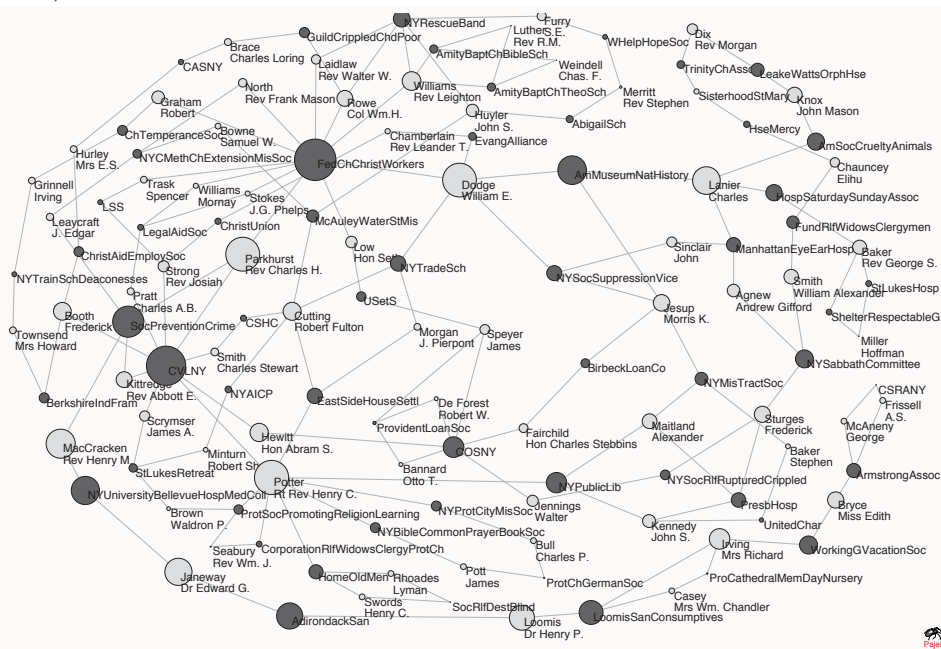 NYRescueBand
Furry
S.E.
Luther
Rev R.M.
GuildCrippledChdPoor
Brace
Charles Loring
AmityBaptChBibleSch
WHelpHopeSoc
Dix
Rev Morgan
CASNY
Laidlaw
Rev Walter W.
Weindell
Chas. F.
TrinityChAssc
LeakeWattsOrphHse
North
Rev Frank Mason
Williams
Rev Leighton
AmityBaptChTheoSch
Merritt
Rev Stephen
SisterhoodStMary
Knox
John Mason
Graham
Robert
Rowe
Col Wm.H.
Huyler
John S.
AbigailSch
HseMercy
ChTemperanceSoc
Bowne
Samuel W.
Chamberlain
Rev Leander T.
EvangAlliance
AmSocCrueltyAnimals
Hurley
Mrs E.S.
NYCMethChExtensionMisSoc
FedChChristWorkers
AmMuseumNatHistory
Chauncey
Elihu
Grinnell
Irving
Trask
Spencer
Williams
Mornay
Stokes
J.G. Phelps
Dodge
William E.
Lanier
Charles
HospSaturdaySundayAssoc
LSS
Leaycraft
J. Edgar
LegalAidSoc
ChristUnion
McAuleyWaterStMis
FundRlfWidowsClergymen
ChristAidEmploySoc
Parkhurst
Rev Charles H.
Low
Hon Seth
Sinclair
John
ManhattanEyeEarHosp
Baker
Rev George S.
NYTrainSchDeaconesses
Strong
Rev Josiah
NYTradeSch
NYSocSuppressionVice
Smith
William Alexander
StLukesHosp
Pratt
Charles A.B.
USetS
Agnew
Andrew Gifford
Booth
Frederick
SocPreventionCrime
CSHC
Cutting
Robert Fulton
Jesup
Morris K.
ShelterRespectableG
Townsend
Mrs Howard
Morgan
J. Pierpont
Speyer
James
Miller
Hoffman
Smith
Charles Stewart
CVLNY
BirbeckLoanCo
NYSabbathCommittee
Kittredge
Rev Abbott E.
NYAICP
NYMisTractSoc
BerkshireIndFram
EastSideHouseSettl
De Forest
Robert W.
CSRANY
Frissell
A.S.
Scrymser
James A.
ProvidentLoanSoc
Fairchild
Hon Charles Stebbins
Maitland
Alexander
Sturges
Frederick
McAneny
George
MacCracken
Rev Henry M.
Hewitt
Hon Abram S.
COSNY
Baker
Stephen
Minturn
Robert Sh
StLukesRetreat
Bannard
Otto T.
NYSocRlfRupturedCrippled
ArmstrongAssoc
NYUniversityBellevueHospMedColl
Potter
Rt Rev Henry C.
NYPublicLib
PresbHosp
Bryce
Miss Edith
Brown
Waldron P.
ProtSocPromotingReligionLearning
NYProtCityMisSoc
Jennings
Walter
Kennedy
John S.
UnitedChar
NYBibleCommonPrayerBookSoc
Bull
Charles P.
Irving
Mrs Richard
WorkingGVacationSoc
Seabury
Rev Wm. J.
CorporationRlfWidowsClergyProtCh
Pott
James
ProtChGermanSoc
ProCathedralMemDayNursery
Janeway
Dr Edward G.
HomeOldMen
Rhoades
Lyman
Casey
Mrs Wm. Chandler
Swords
Henry C.
SocRlfDestBlind
AdirondackSan
Loomis
Dr Henry P.
LoomisSanConsumptives